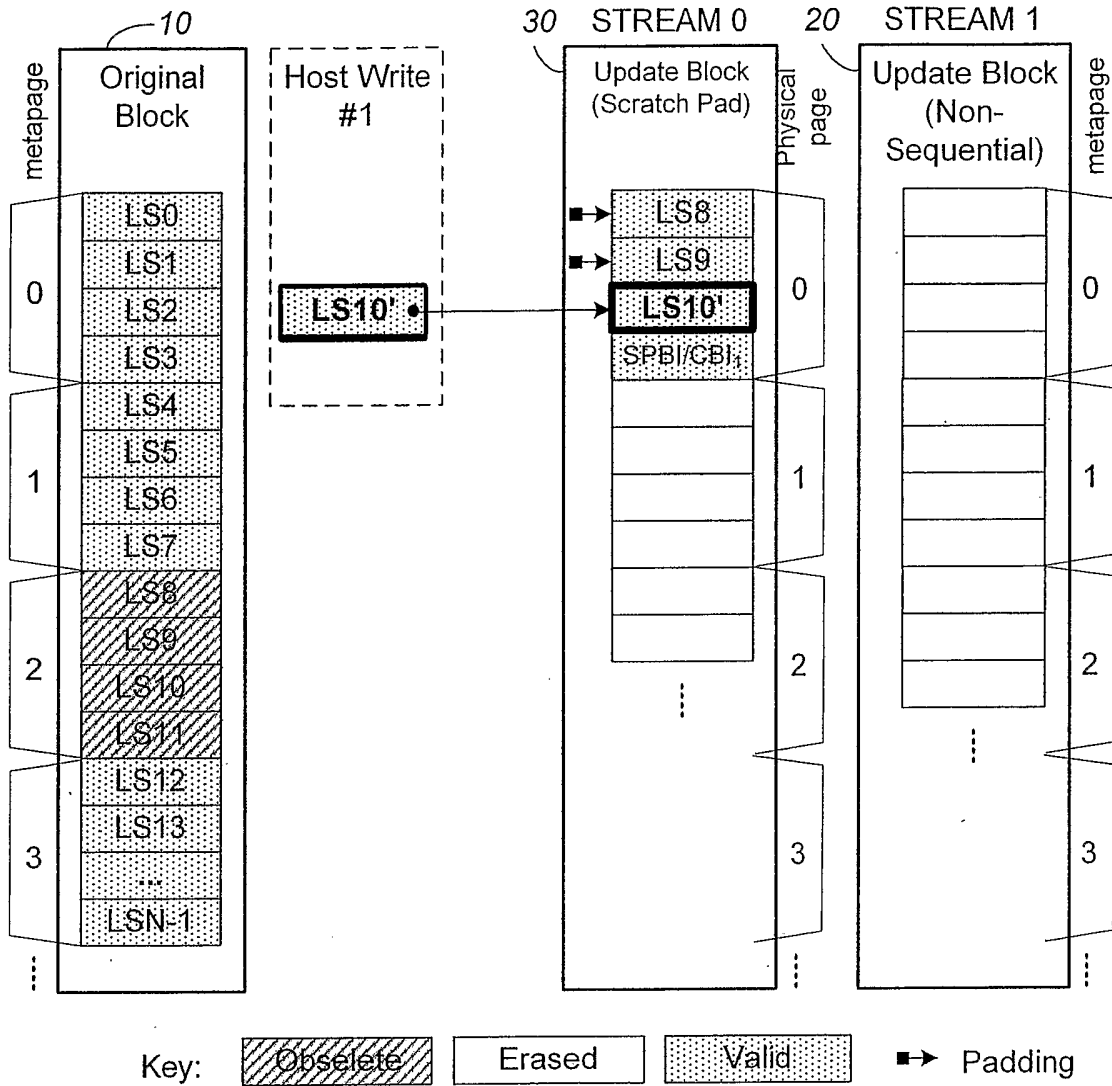 10
metapage
Original
Block
LS0
LS1
LS2
LS3
LS4
LS5
LS6
LS7
LS8
LS9
LS10
LS11
LS12
LS13
...
LSN-1
0
1
2
3
Host Write
#1
LS10'
30
STREAM 0
Update Block
(Scratch Pad)
Physical
page
LS8
LS9
LS10'
SPBI/CBI1
0
1
2
3
20
STREAM 1
Update Block
(Non-
Sequential)
metapage
0
1
2
3
Key:
Obselete
Erased
Valid
Padding